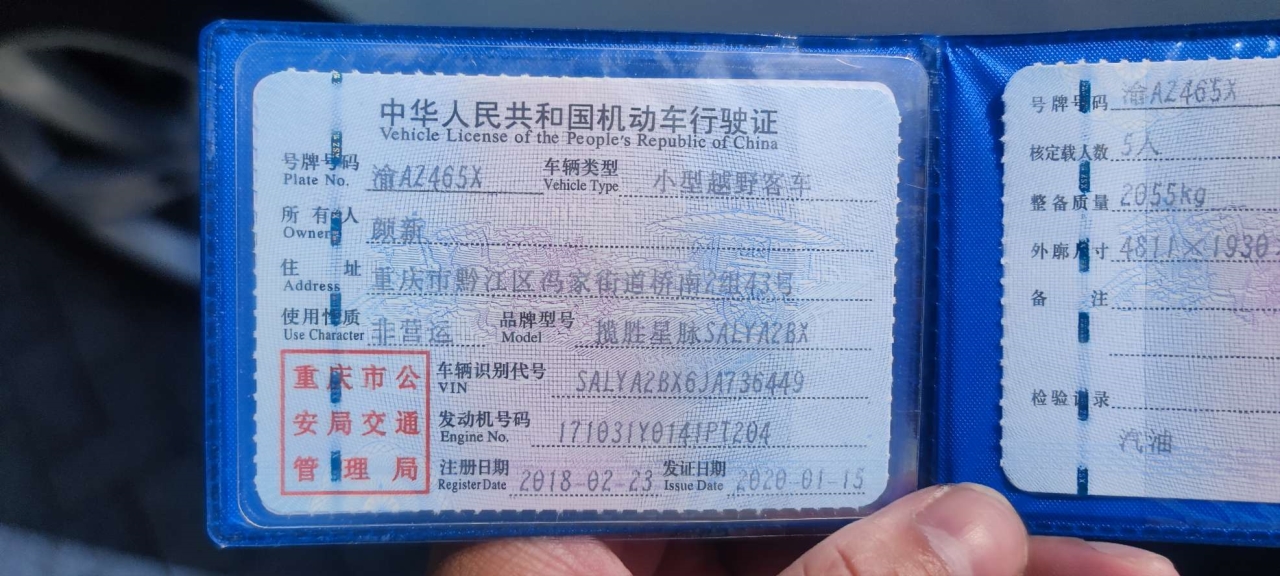 中华人民共和国机动车行驶证
Vehicle License of the People's Republic of China
号牌号码 渝AZ465X 车辆类型 小型越野客车
Plate No. Vehicle Type
所有人 颜新
Owner
住址 重庆市黔江区冯家街道桥南2组43号
Address
使用性质 非营运 品牌型号 揽胜星脉SALYA2BX
Use Character Model
重庆市公
安局交通
管理局
车辆识别代号 SALYA2BX6JA736449
VIN
发动机号码 171031Y0141PT204
Engine No.
注册日期 2018-02-23 发证日期 2020-01-15
Register Date Issue Date
号牌号码 渝AZ465X
核定载人数 5人
整备质量 2055kg
外廓尺寸 4811×1930
备注
检验记录
汽油